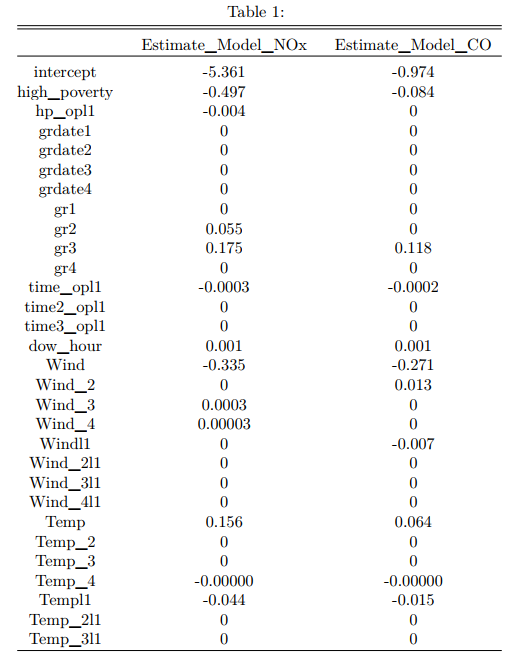 Table 1:
Estimate_Model_NOx Estimate_Model_CO
intercept -5.361 -0.974
high_poverty -0.497 -0.084
hp_opl1 -0.004 0
grdate1 0 0
grdate2 0 0
grdate3 0 0
grdate4 0 0
gr1 0 0
gr2 0.055 0
gr3 0.175 0.118
gr4 0 0
time_opl1 -0.0003 -0.0002
time2_opl1 0 0
time3_opl1 0 0
dow_hour 0.001 0.001
Wind -0.335 -0.271
Wind_2 0 0.013
Wind_3 0.0003 0
Wind_4 0.00003 0
Windl1 0 -0.007
Wind_2l1 0 0
Wind_3l1 0 0
Wind_4l1 0 0
Temp 0.156 0.064
Temp_2 0 0
Temp_3 0 0
Temp_4 -0.00000 -0.00000
Templ1 -0.044 -0.015
Temp_2l1 0 0
Temp_3l1 0 0